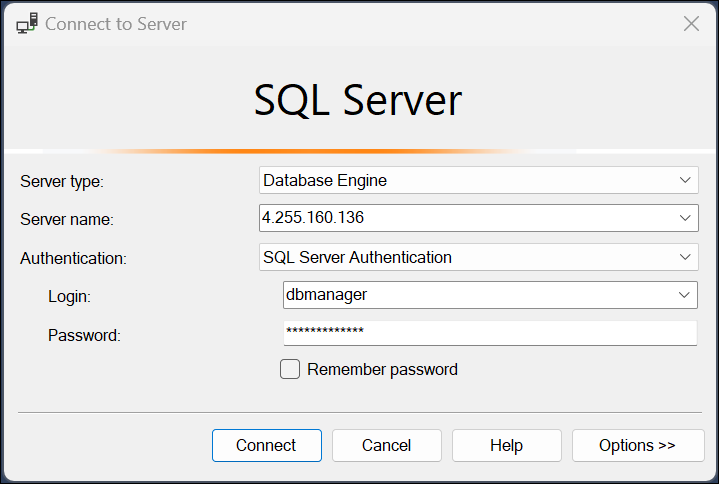 Connect to Server
SQL Server
Server type: Database Engine
Server name: 4.255.160.136
Authentication: SQL Server Authentication
Login: dbmanager
Password: *************
Remember password
Connect Cancel Help Options >>